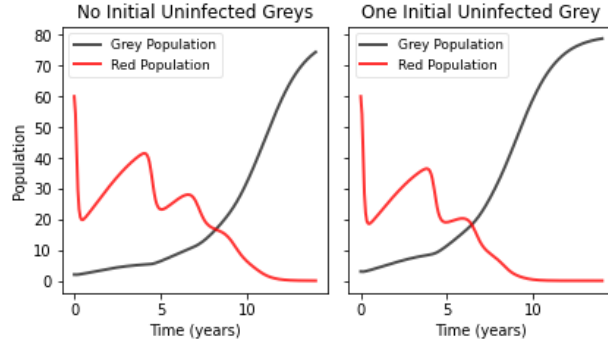 No Initial Uninfected Greys
One Initial Uninfected Grey
Grey Population
Red Population
Grey Population
Red Population
Population
80
70
60
50
40
30
20
10
0
0 5 10
0 5 10
Time (years)
Time (years)